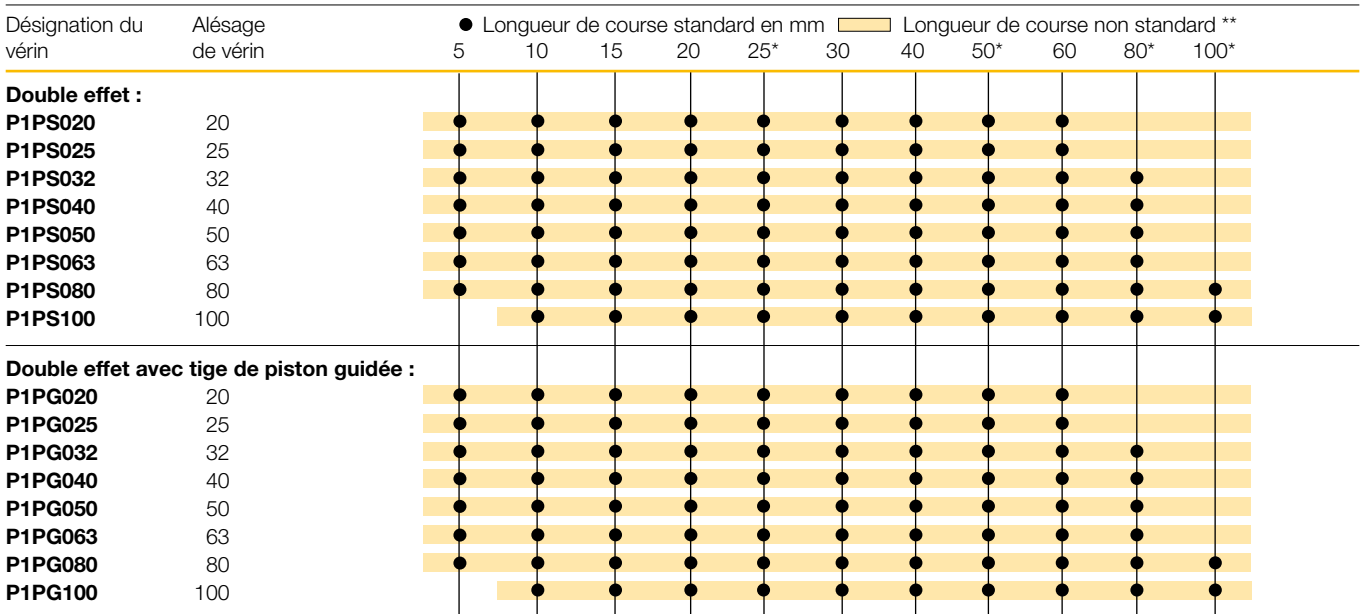 Désignation du Alésage ● Longueur de course standard en mm Longueur de course non standard **
vérin de vérin 5 10 15 20 25* 30 40 50* 60 80* 100*
Double effet :
P1PS020 20
P1PS025 25
P1PS032 32
P1PS040 40
P1PS050 50
P1PS063 63
P1PS080 80
P1PS100 100
Double effet avec tige de piston guidée :
P1PG020 20
P1PG025 25
P1PG032 32
P1PG040 40
P1PG050 50
P1PG063 63
P1PG080 80
P1PG100 100